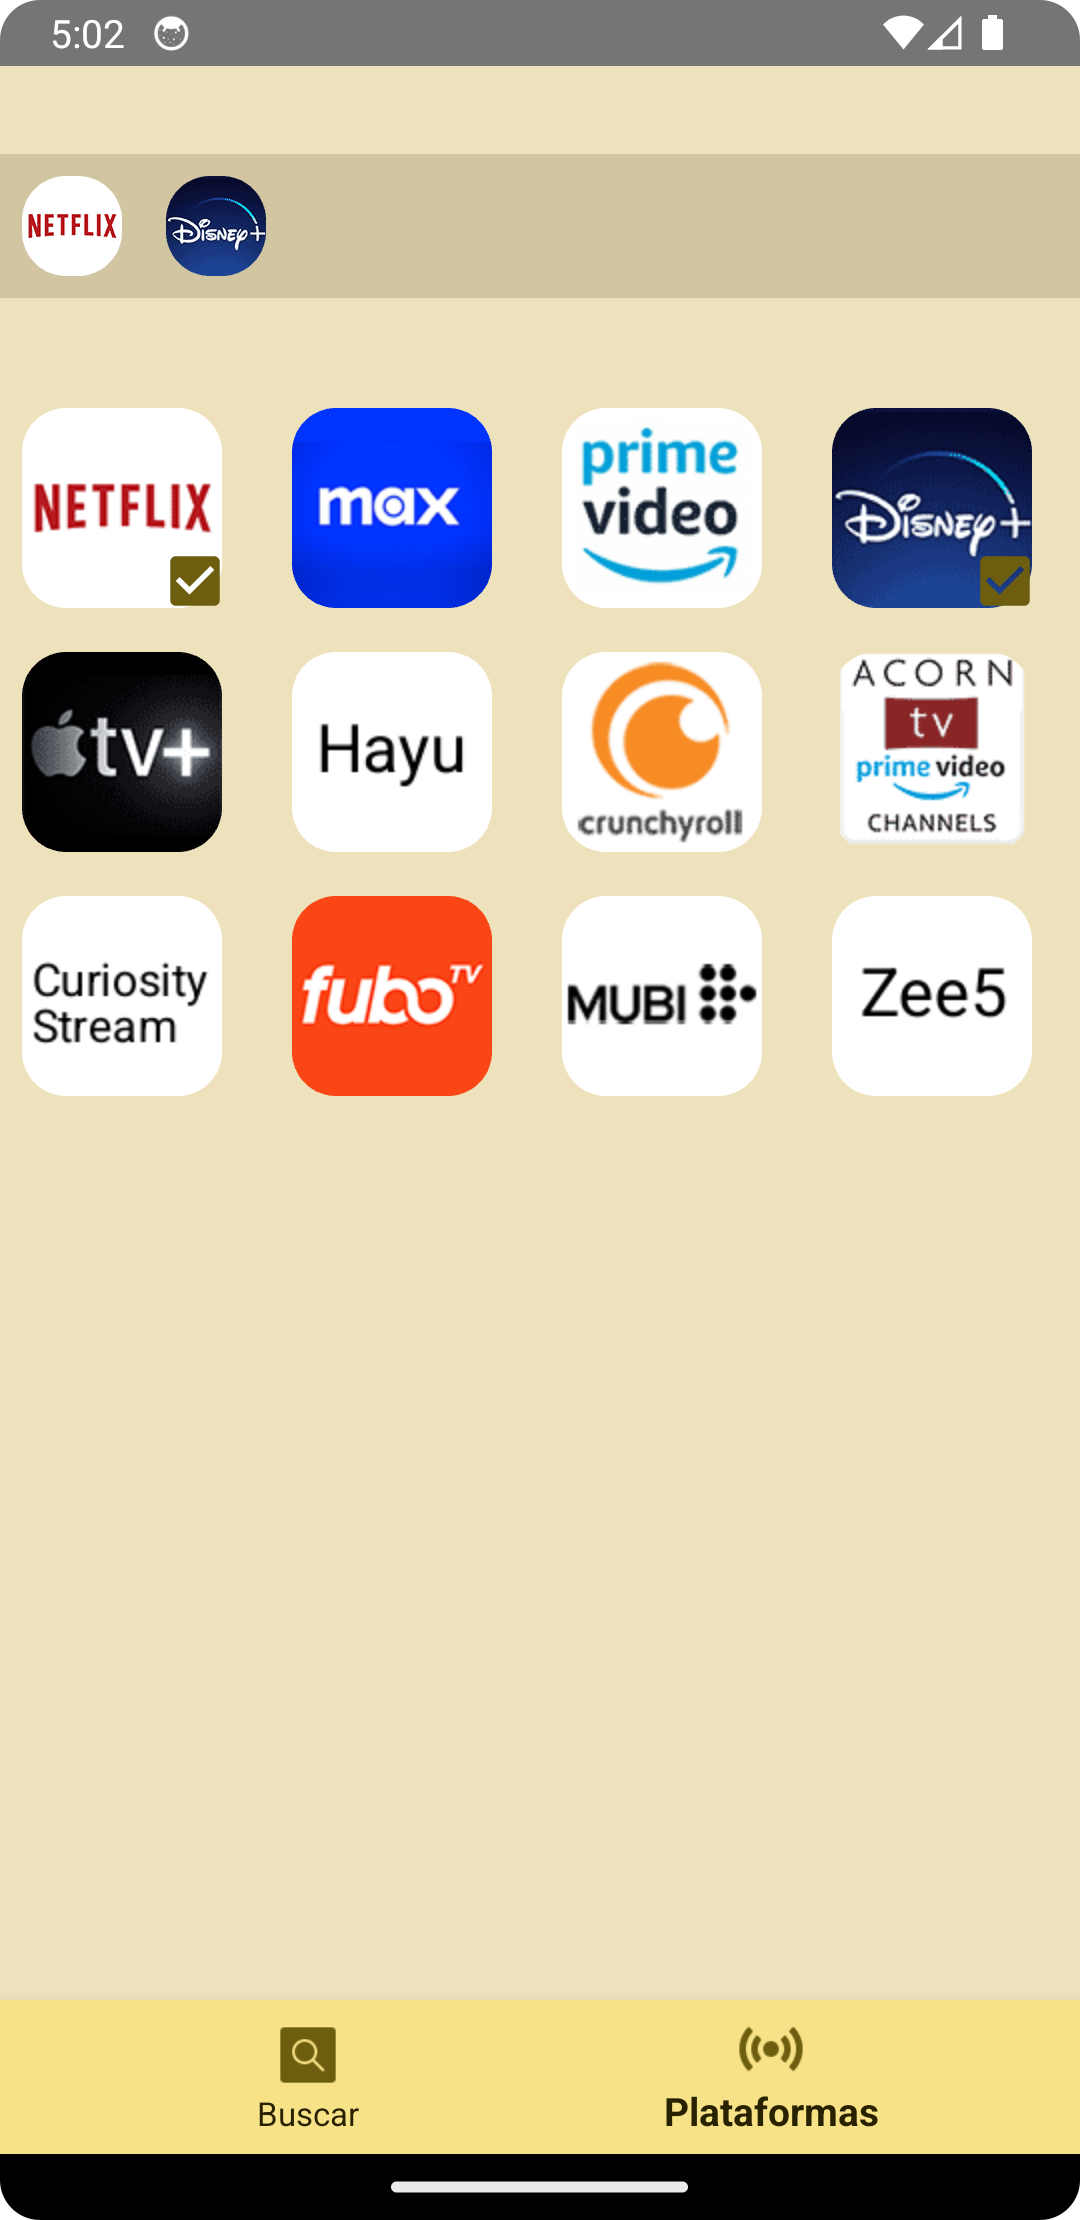 5:02
NETFLIX
Disney+
NETFLIX
max
prime
video
Disney+
tv+
Hayu
crunchyroll
ACORN
tv
prime video
CHANNELS
Curiosity
Stream
fubo TV
MUBI
Zee5
Buscar
Plataformas